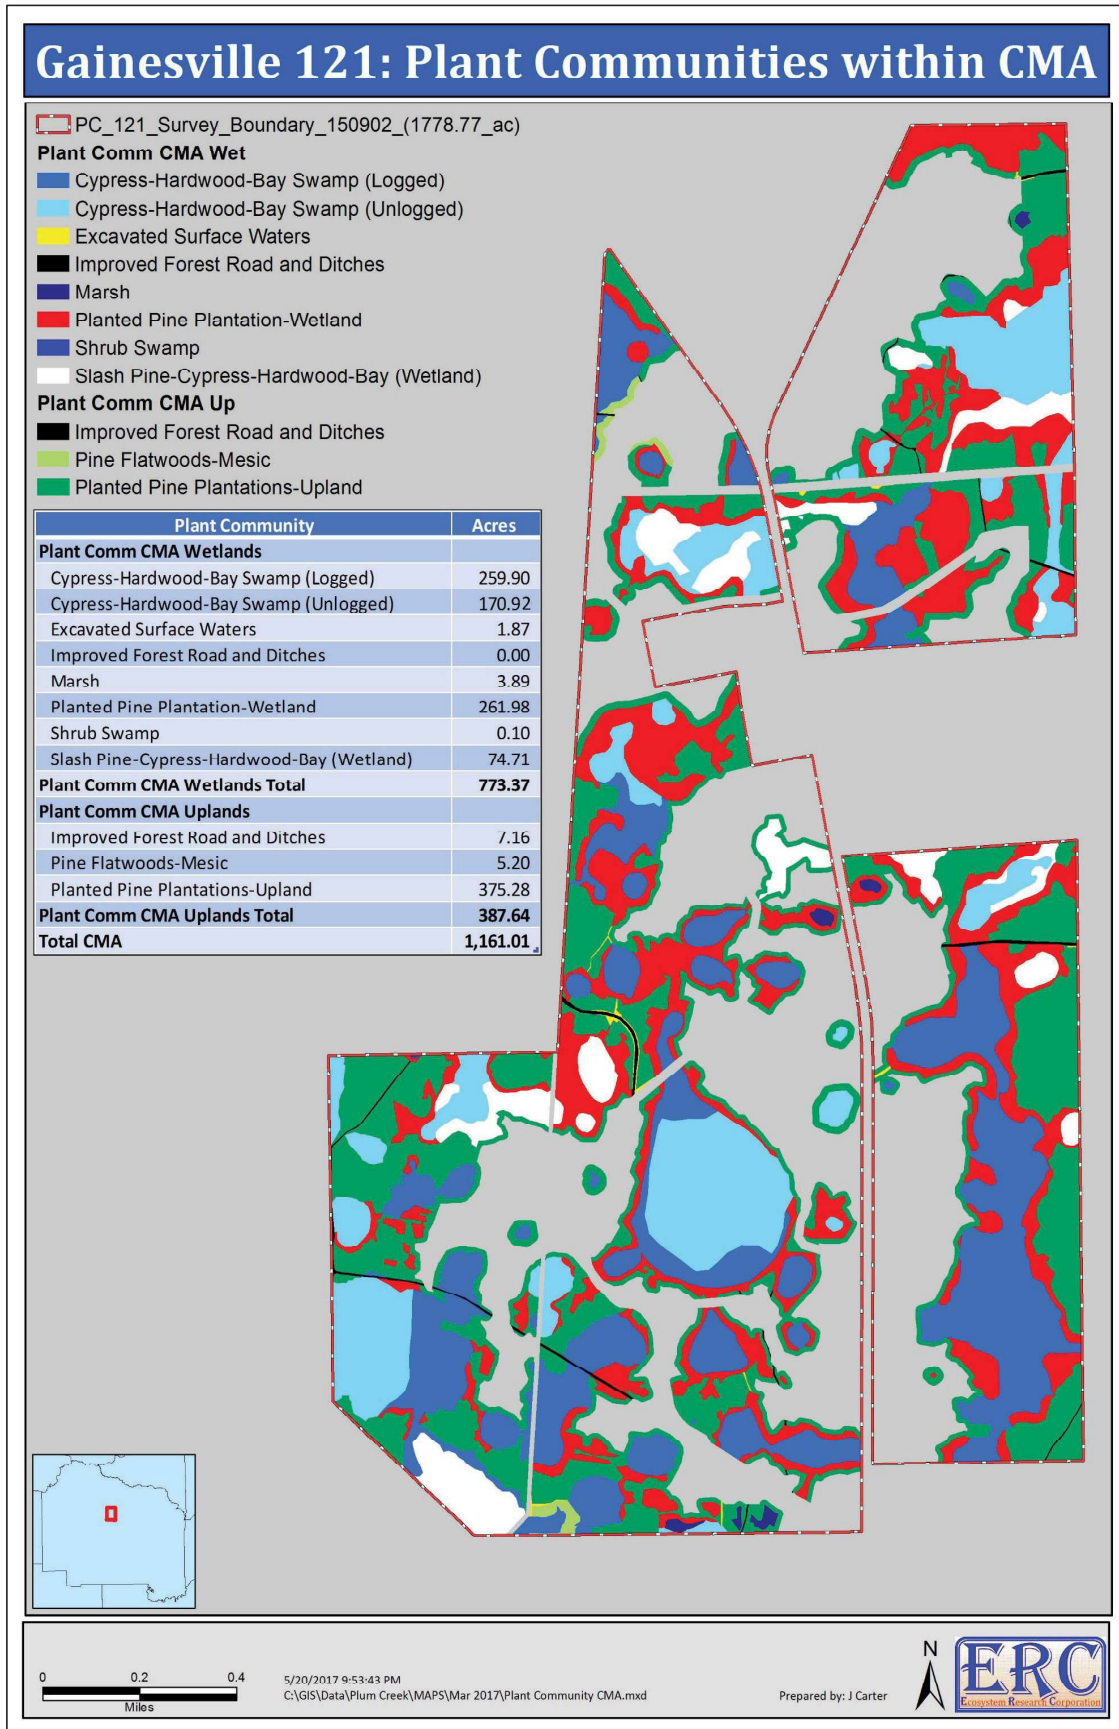 Gainesville 121: Plant Communities within CMA
PC_121_Survey_Boundary_150902_(1778.77_ac)
Plant Comm CMA Wet
Cypress-Hardwood-Bay Swamp (Logged)
Cypress-Hardwood-Bay Swamp (Unlogged)
Excavated Surface Waters
Improved Forest Road and Ditches
Marsh
Planted Pine Plantation-Wetland
Shrub Swamp
Slash Pine-Cypress-Hardwood-Bay (Wetland)
Plant Comm CMA Up
Improved Forest Road and Ditches
Pine Flatwoods-Mesic
Planted Pine Plantations-Upland
Plant Community Acres
Plant Comm CMA Wetlands
Cypress-Hardwood-Bay Swamp (Logged) 259.90
Cypress-Hardwood-Bay Swamp (Unlogged) 170.92
Excavated Surface Waters 1.87
Improved Forest Road and Ditches 0.00
Marsh 3.89
Planted Pine Plantation-Wetland 261.98
Shrub Swamp 0.10
Slash Pine-Cypress-Hardwood-Bay (Wetland) 74.71
Plant Comm CMA Wetlands Total 773.37
Plant Comm CMA Uplands
Improved Forest Road and Ditches 7.16
Pine Flatwoods-Mesic 5.20
Planted Pine Plantations-Upland 375.28
Plant Comm CMA Uplands Total 387.64
Total CMA 1,161.01
0 0.2 0.4
Miles
5/20/2017 9:53:43 PM
C:\GIS\Data\Plum Creek\MAPS\Mar 2017\Plant Community CMA.mxd
Prepared by: J Carter
N
ERC
Ecosystem Research Corporation